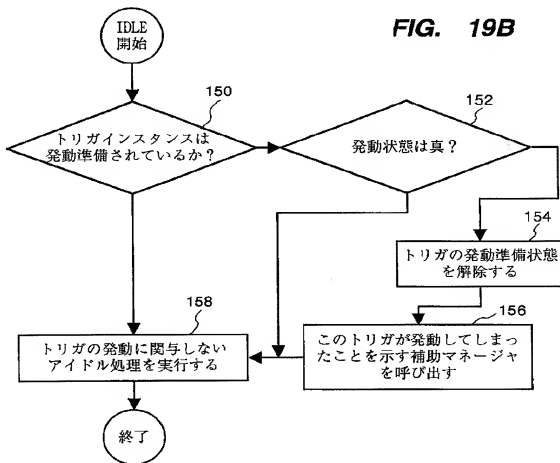 FIG. 19B
IDLE
開始
150
トリガインスタンスは
発動準備されているか？
152
発動状態は真？
154
トリガの発動準備状態
を解除する
156
このトリガが発動してしまっ
たことを示す補助マネージャ
を呼び出す
158
トリガの発動に関与しない
アイドル処理を実行する
終了